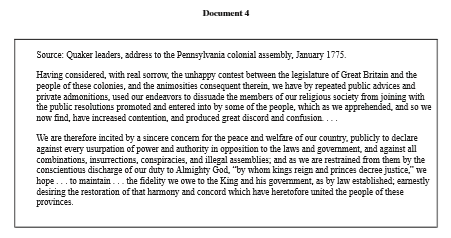 Document 4
Source: Quaker leaders, address to the Pennsylvania colonial assembly, January 1775.
Having considered, with real sorrow, the unhappy contest between the legislature of Great Britain and the
people of these colonies, and the animosities consequent therein, we have by repeated public advices and
private admonitions, used our endeavors to dissuade the members of our religious society from joining with
the public resolutions promoted and entered into by some of the people, which as we apprehended, and so we
now find, have increased contention, and produced great discord and confusion. . . .
We are therefore incited by a sincere concern for the peace and welfare of our country, publicly to declare
against every usurpation of power and authority in opposition to the laws and government, and against all
combinations, insurrections, conspiracies, and illegal assemblies; and as we are restrained from them by the
conscientious discharge of our duty to Almighty God, “by whom kings reign and princes decree justice,” we
hope . . . to maintain . . . the fidelity we owe to the King and his government, as by law established; earnestly
desiring the restoration of that harmony and concord which have heretofore united the people of these
provinces.